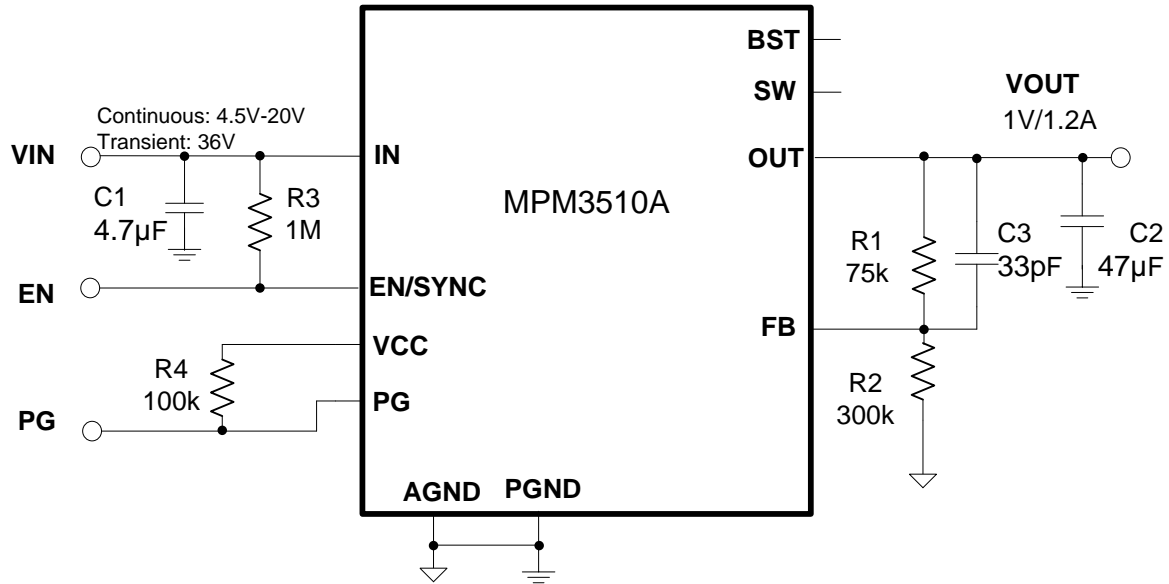 BST
SW
VOUT
1V/1.2A
Continuous: 4.5V-20V
Transient: 36V
VIN
IN
OUT
MPM3510A
C1
4.7µF
R3
1M
R1
75k
C3
33pF
C2
47µF
EN
EN/SYNC
FB
VCC
R4
100k
PG
PG
R2
300k
AGND
PGND